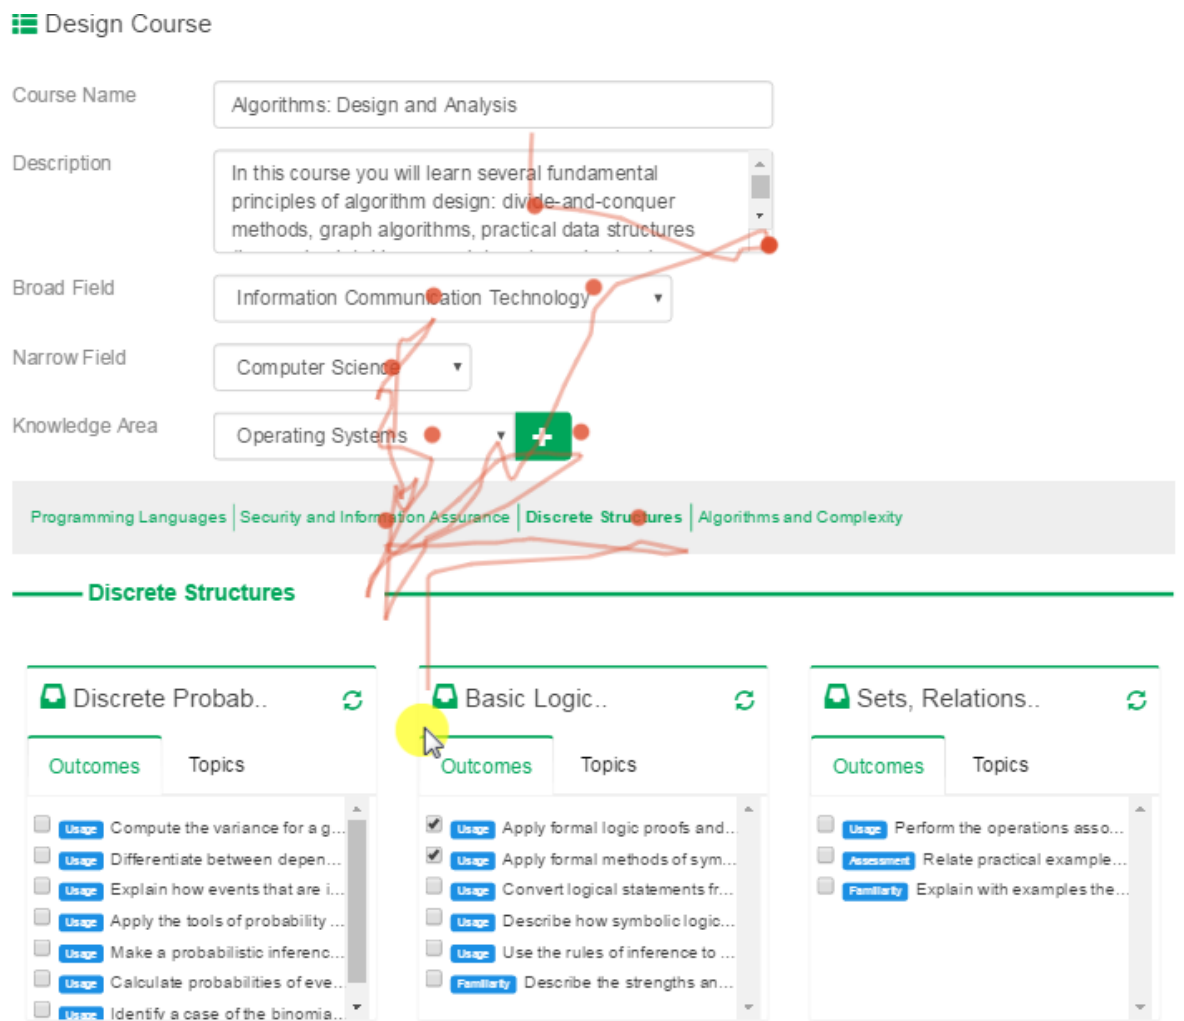 Design Course
Course Name
Algorithms: Design and Analysis
Description
In this course you will learn several fundamental
principles of algorithm design: divide-and-conquer
methods, graph algorithms, practical data structures
Broad Field
Information Communication Technology
Narrow Field
Computer Science
Knowledge Area
Operating Systems
Programming Languages Security and Information Assurance Discrete Structures Algorithms and Complexity
Discrete Structures
Discrete Probab..
Outcomes Topics
Usage Compute the variance for a g...
Usage Differentiate between depen...
Usage Explain how events that are i...
Usage Apply the tools of probability ...
Usage Make a probabilistic inferenc...
Usage Calculate probabilities of eve...
Usage Identify a case of the binomia...
Basic Logic..
Outcomes Topics
Usage Apply formal logic proofs and...
Usage Apply formal methods of sym...
Usage Convert logical statements fr...
Usage Describe how symbolic logic...
Usage Use the rules of inference to ...
Familiarity Describe the strengths an...
Sets, Relations..
Outcomes Topics
Usage Perform the operations asso...
Assessment Relate practical example...
Familiarity Explain with examples the...